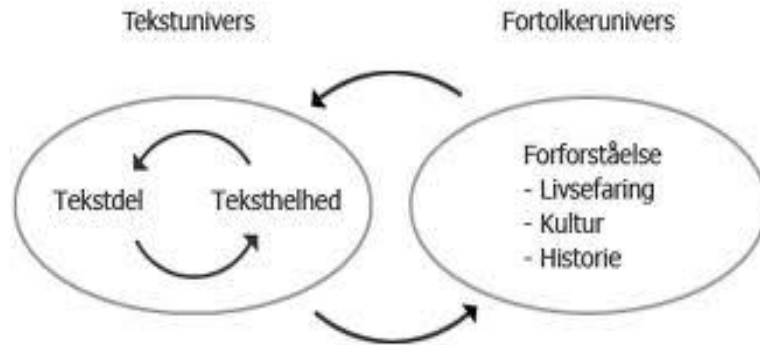 Tekstunivers
Fortolkerunivers
Tekstdel
Teksthelhed
Forforståelse
- Livsefaring
- Kultur
- Historie